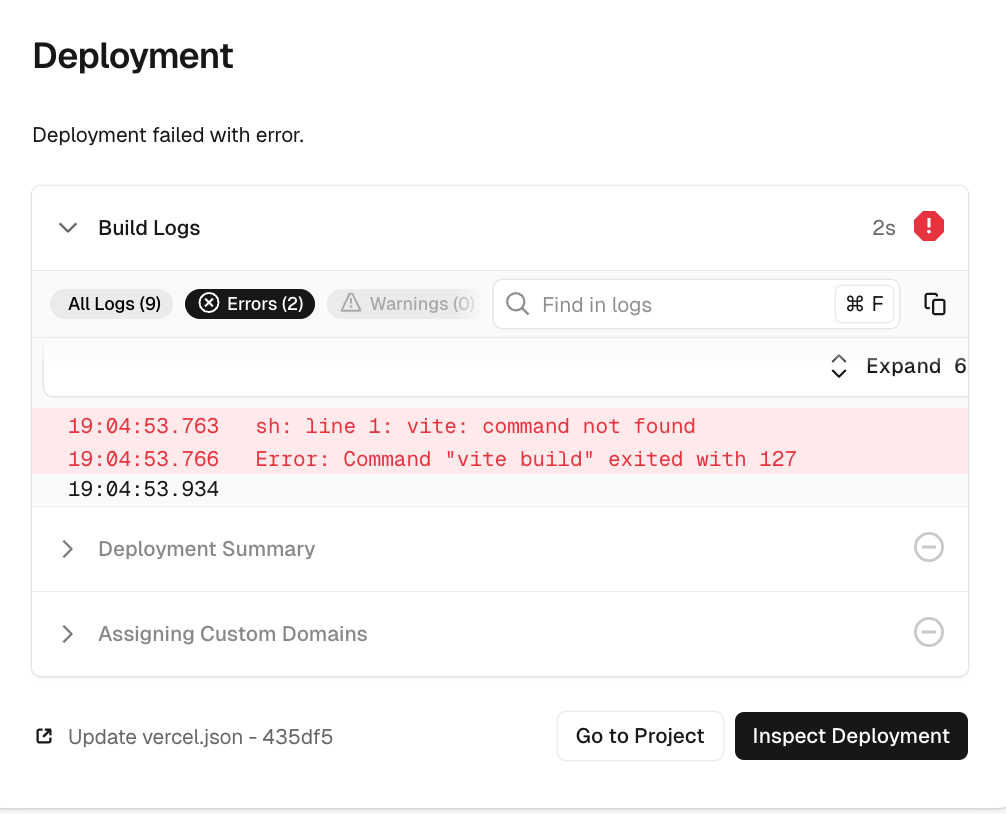 Deployment
Deployment failed with error.
Build Logs 2s
All Logs (9) Errors (2) Warnings (0) Find in logs ⌘ F
Expand 6
19:04:53.763 sh: line 1: vite: command not found
19:04:53.766 Error: Command "vite build" exited with 127
19:04:53.934
Deployment Summary
Assigning Custom Domains
Update vercel.json - 435df5 Go to Project Inspect Deployment